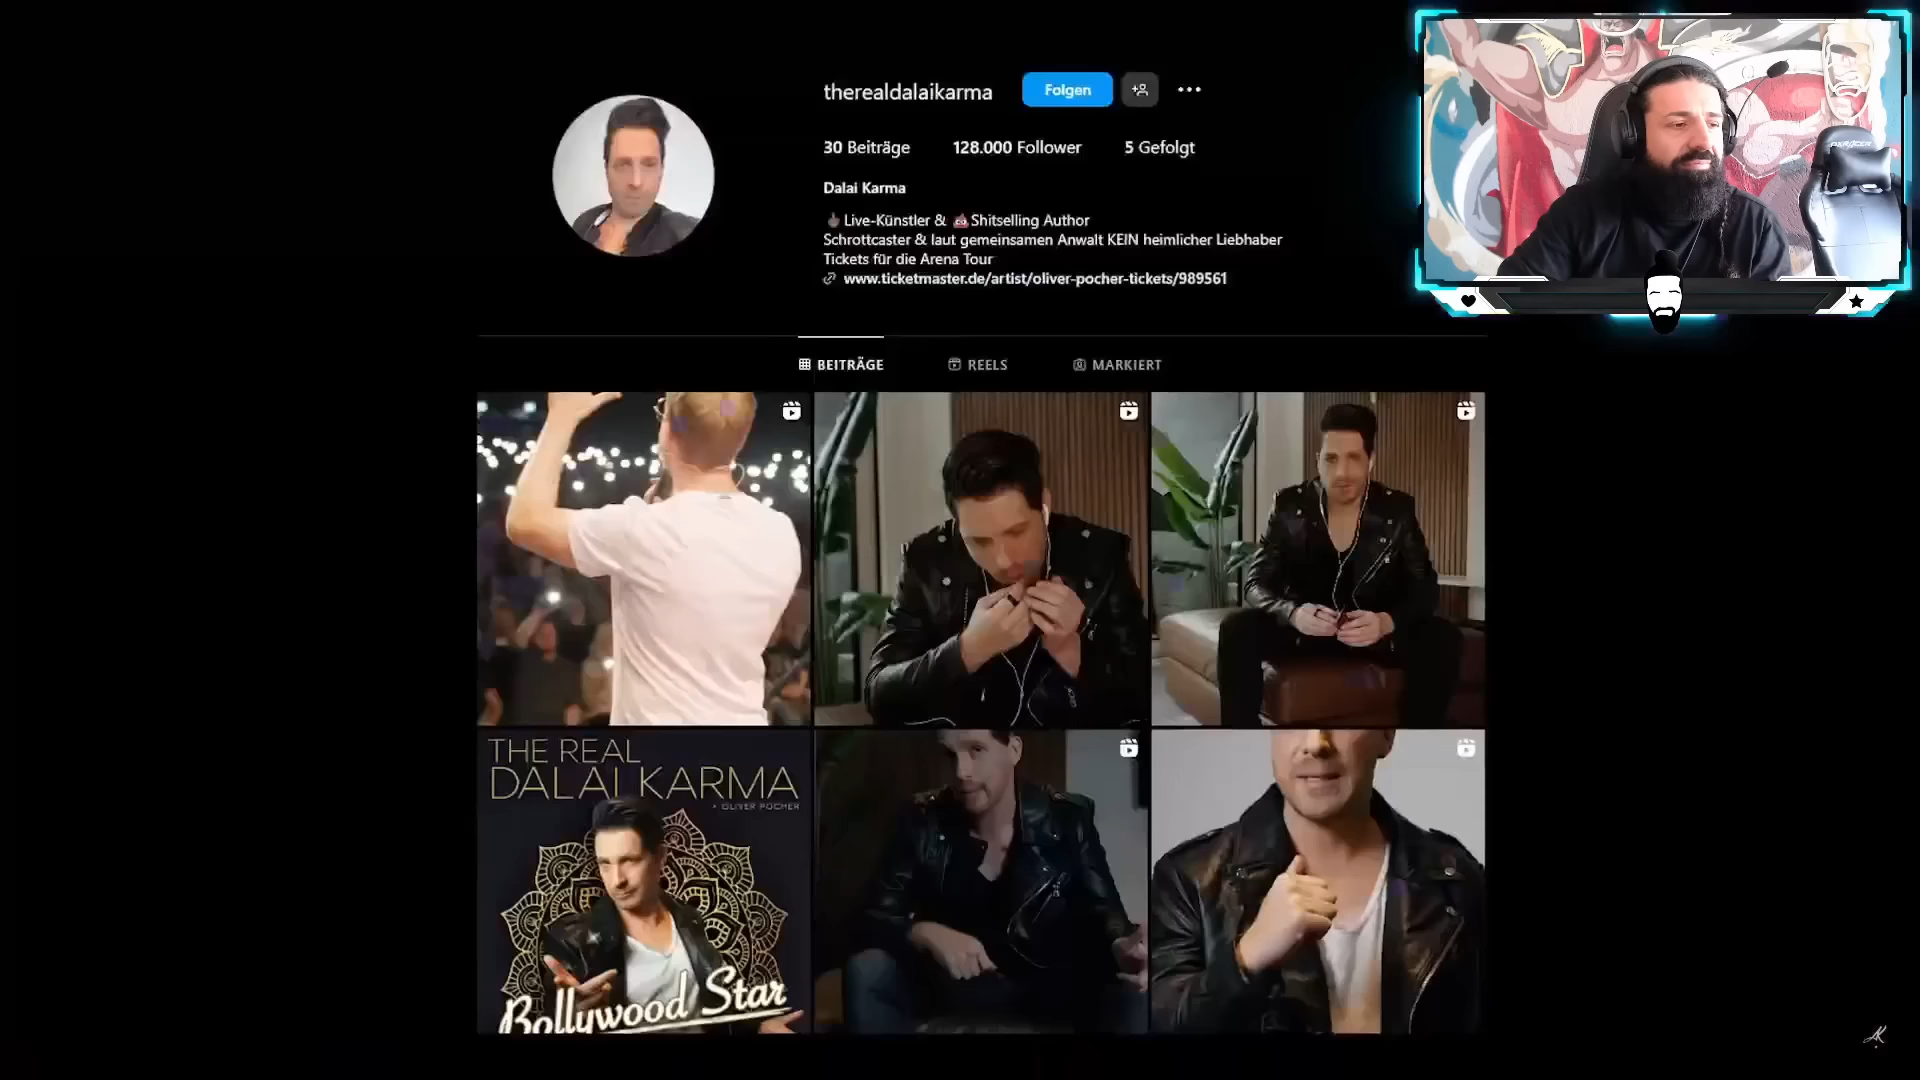 therealdalaikarma
Folgen
30 Beiträge
128.000 Follower
5 Gefolgt
Dalai Karma
Live-Künstler & 💩Shitselling Author
Schrottcaster & laut gemeinsamen Anwalt KEIN heimlicher Liebhaber
Tickets für die Arena Tour
www.ticketmaster.de/artist/oliver-pocher-tickets/989561
BEITRÄGE
REELS
MARKIERT
THE REAL
DALAI KARMA
OLIVER POCHER
Bollywood Star